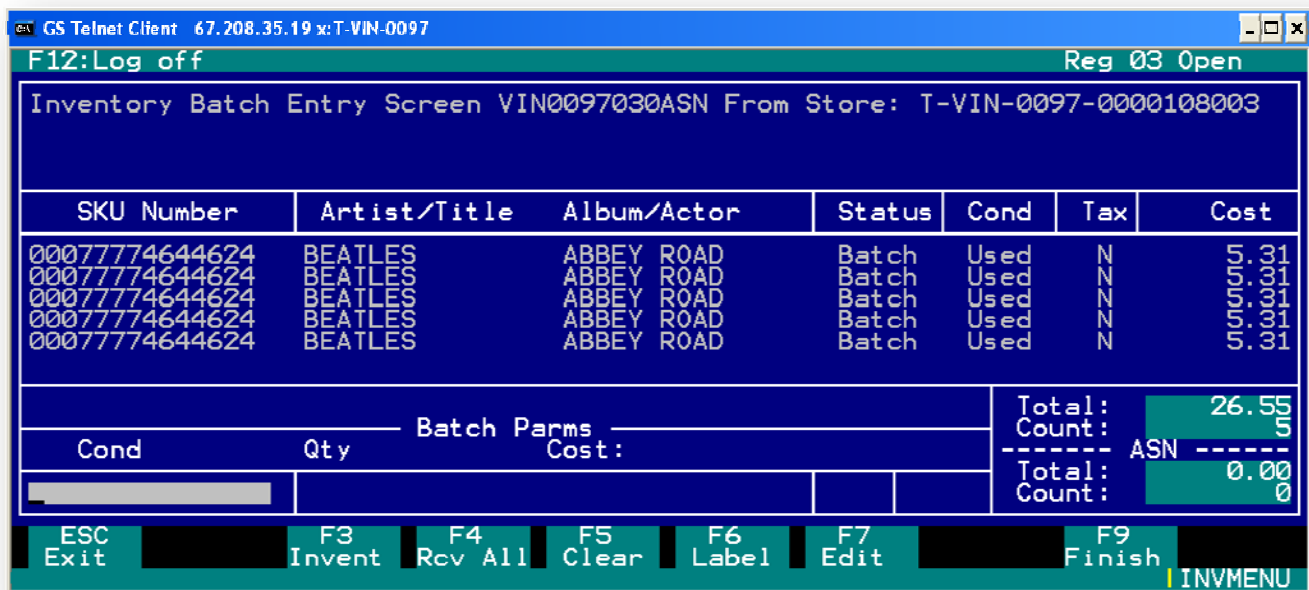 GS Telnet Client 67.208.35.19 x:T-VIN-0097
F12:Log off Reg 03 Open
Inventory Batch Entry Screen VIN0097030ASN From Store: T-VIN-0097-0000108003
SKU Number Artist/Title Album/Actor Status Cond Tax Cost
00077774644624 BEATLES ABBEY ROAD Batch Used N 5.31
00077774644624 BEATLES ABBEY ROAD Batch Used N 5.31
00077774644624 BEATLES ABBEY ROAD Batch Used N 5.31
00077774644624 BEATLES ABBEY ROAD Batch Used N 5.31
00077774644624 BEATLES ABBEY ROAD Batch Used N 5.31
Total: 26.55
Batch Parms Count: 5
Cond Qty Cost: ------- ASN ------
Total: 0.00
Count: 0
ESC F3 F4 F5 F6 F7 F9
Exit Invent Rcv All Clear Label Edit Finish
INVMENU